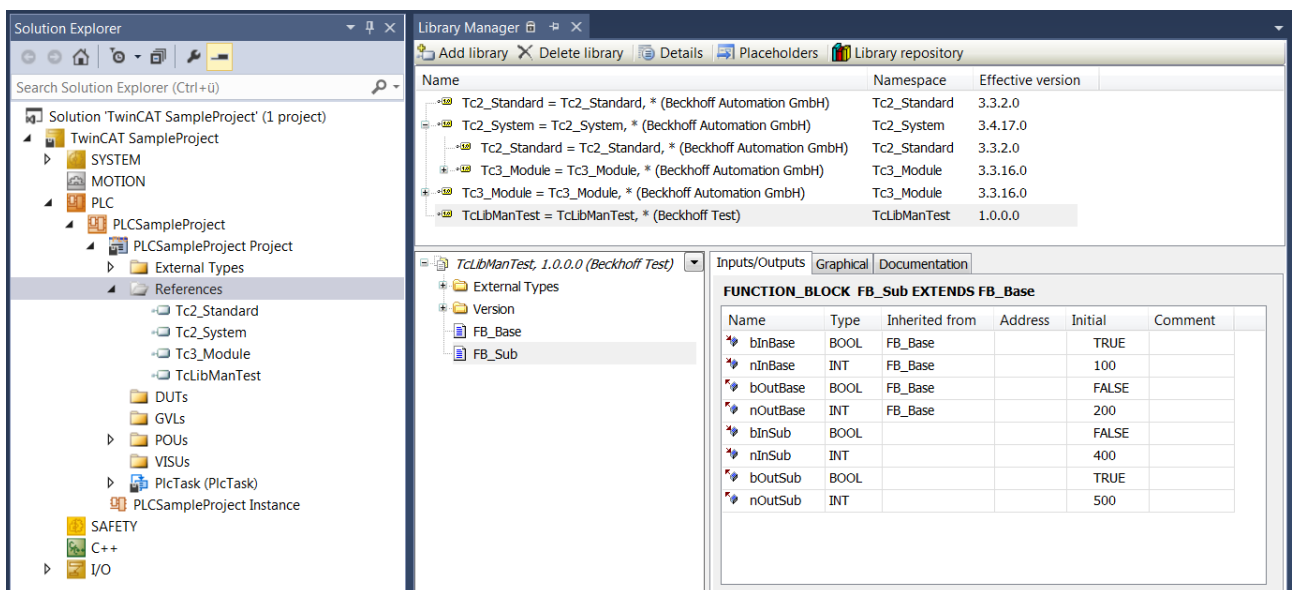 Solution Explorer
Search Solution Explorer (Ctrl+ü)
Solution 'TwinCAT SampleProject' (1 project)
TwinCAT SampleProject
SYSTEM
MOTION
PLC
PLCSampleProject
PLCSampleProject Project
External Types
References
Tc2_Standard
Tc2_System
Tc3_Module
TcLibManTest
DUTs
GVLs
POUs
VISUs
PlcTask (PlcTask)
PLCSampleProject Instance
SAFETY
C++
I/O
Library Manager
Add library Delete library Details Placeholders Library repository
Name Namespace Effective version
Tc2_Standard = Tc2_Standard, * (Beckhoff Automation GmbH) Tc2_Standard 3.3.2.0
Tc2_System = Tc2_System, * (Beckhoff Automation GmbH) Tc2_System 3.4.17.0
Tc2_Standard = Tc2_Standard, * (Beckhoff Automation GmbH) Tc2_Standard 3.3.2.0
Tc3_Module = Tc3_Module, * (Beckhoff Automation GmbH) Tc3_Module 3.3.16.0
Tc3_Module = Tc3_Module, * (Beckhoff Automation GmbH) Tc3_Module 3.3.16.0
TcLibManTest = TcLibManTest, * (Beckhoff Test) TcLibManTest 1.0.0.0
TcLibManTest, 1.0.0.0 (Beckhoff Test)
External Types
Version
FB_Base
FB_Sub
Inputs/Outputs Graphical Documentation
FUNCTION_BLOCK FB_Sub EXTENDS FB_Base
Name Type Inherited from Address Initial Comment
bInBase BOOL FB_Base TRUE
nInBase INT FB_Base 100
bOutBase BOOL FB_Base FALSE
nOutBase INT FB_Base 200
bInSub BOOL FALSE
nInSub INT 400
bOutSub BOOL TRUE
nOutSub INT 500